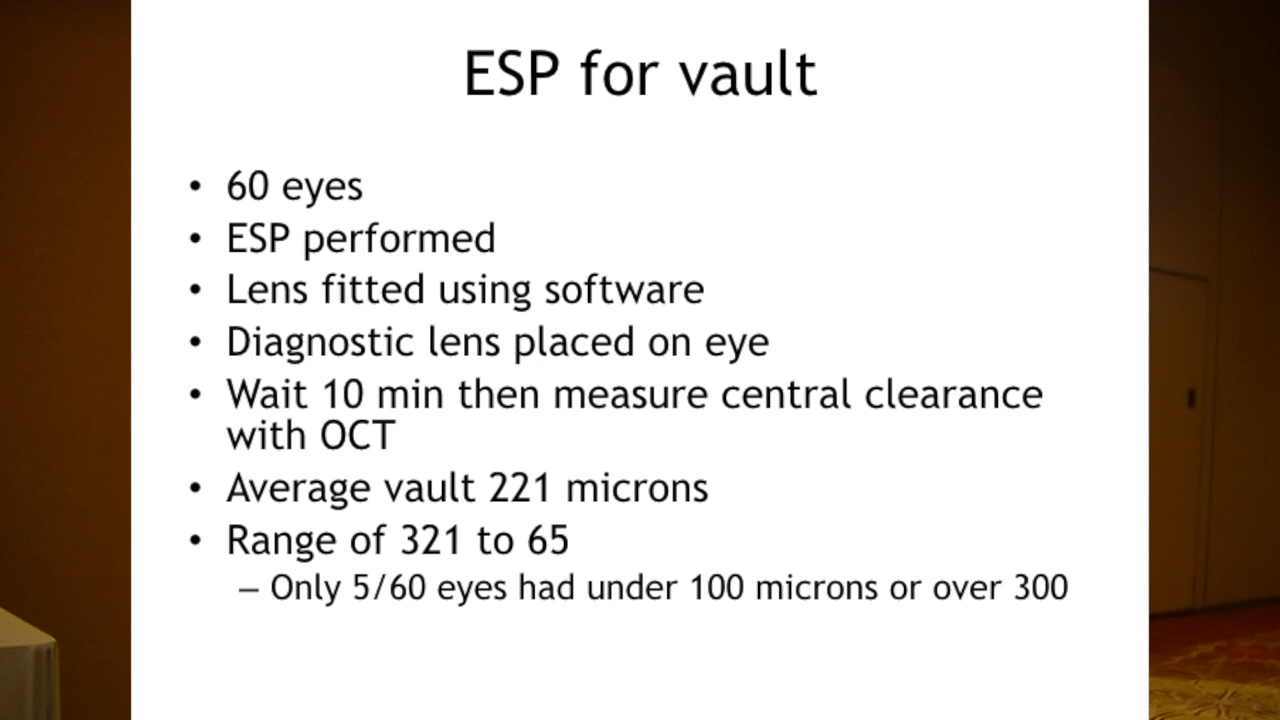 ESP for vault
• 60 eyes
• ESP performed
• Lens fitted using software
• Diagnostic lens placed on eye
• Wait 10 min then measure central clearance
with OCT
• Average vault 221 microns
• Range of 321 to 65
– Only 5/60 eyes had under 100 microns or over 300